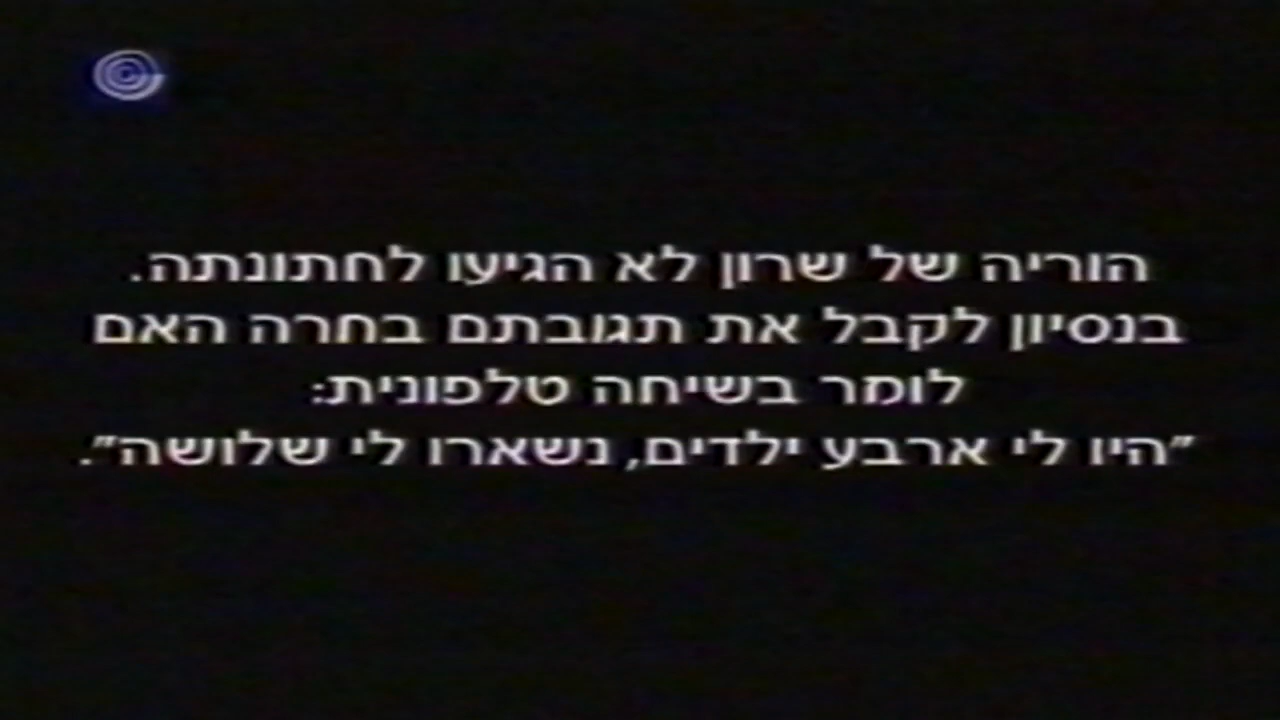 הוריה של שרון לא הגיעו לחתונתה.
בנסיון לקבל את תגובתם בחרה האם
לומר בשיחה טלפונית:
"היו לי ארבע ילדים, נשארו לי שלושה".